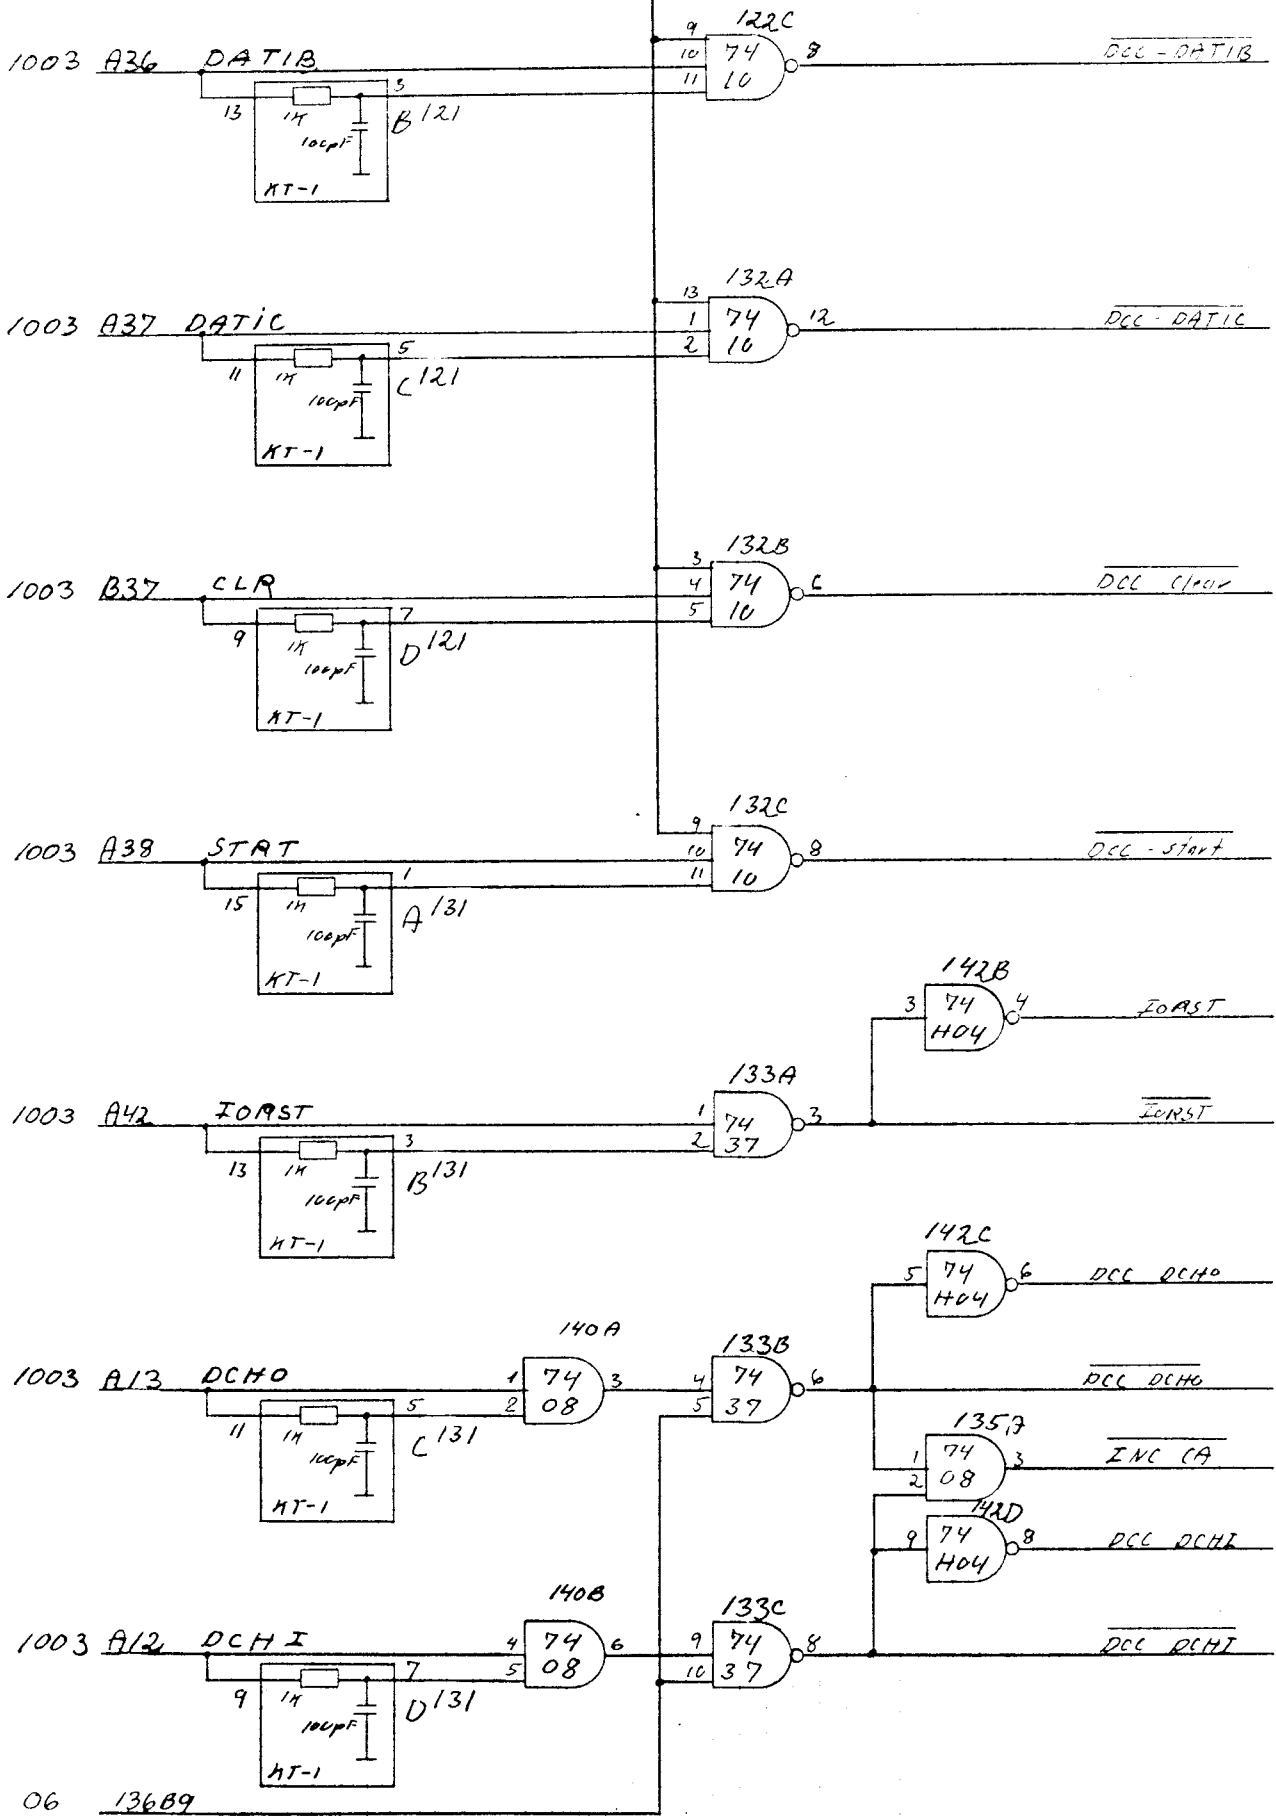 122C
1003 A36 DATIB
9
10
11
74
10
8
DCC-DATIB
13
1K
100pF
3
B 121
KT-1
132A
1003 A37 DATIC
13
1
2
74
10
12
DCC-DATIC
11
1K
100pF
5
C 121
KT-1
132B
1003 B37 CLR
3
4
5
74
10
6
DCC Clear
9
1K
100pF
7
D 121
KT-1
132C
1003 A38 STRT
9
10
11
74
10
8
DCC-Start
15
1K
100pF
1
A 131
KT-1
142B
3
74
H04
4
IORST
133A
1003 A42 IORST
1
2
74
37
3
IORST
13
1K
100pF
3
B 131
KT-1
142C
5
74
H04
6
DCC DCHO
140A
133B
1003 A13 DCHO
1
2
74
08
3
4
5
74
37
6
DCC DCHO
11
1K
100pF
5
C 131
KT-1
135A
1
2
74
08
3
INC CA
142D
9
74
H04
8
DCC DCHI
140B
133C
1003 A12 DCHI
4
5
74
08
6
9
10
74
37
8
DCC DCHI
9
1K
100pF
7
D 131
KT-1
06 136B9